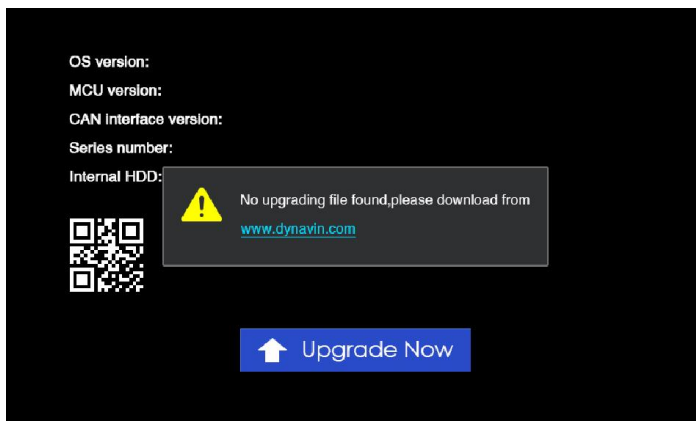 OS version:
MCU version:
CAN interface version:
Series number:
Internal HDD:
No upgrading file found,please download from
www.dynavin.com
Upgrade Now